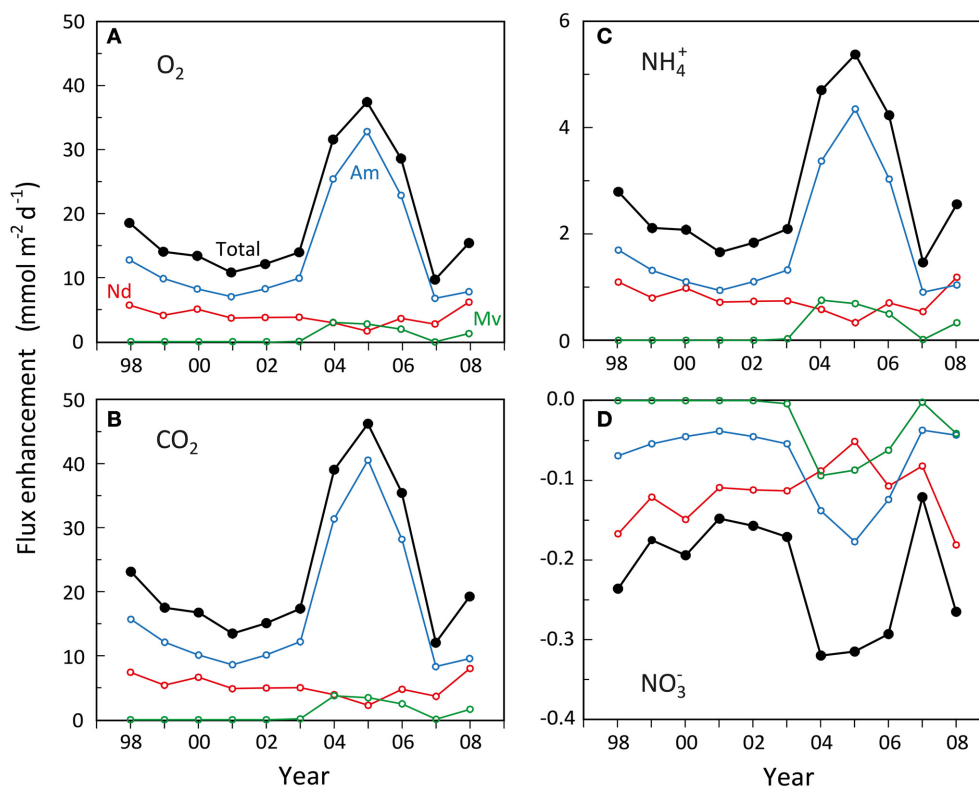 Flux enhancement (mmol m⁻² d⁻¹)
A
O₂
50
40
30
20
10
0
Total
Am
Nd
Mv
98 00 02 04 06 08
C
NH₄⁺
6
4
2
0
98 00 02 04 06 08
B
CO₂
50
40
30
20
10
0
98 00 02 04 06 08
Year
D
NO₃⁻
0.0
-0.1
-0.2
-0.3
-0.4
98 00 02 04 06 08
Year